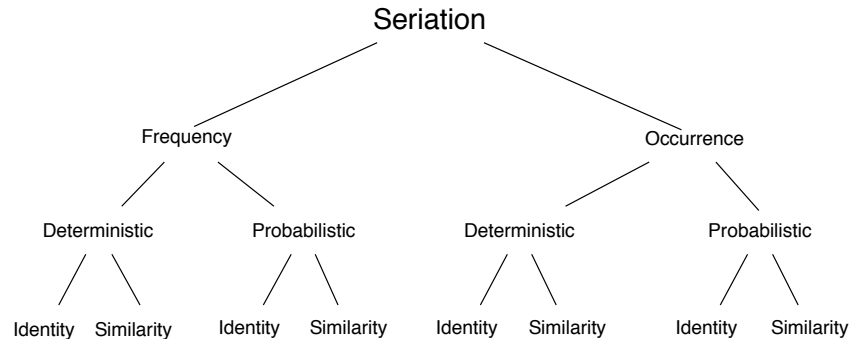 Seriation
Frequency Occurrence
Deterministic Probabilistic Deterministic Probabilistic
Identity Similarity Identity Similarity Identity Similarity Identity Similarity